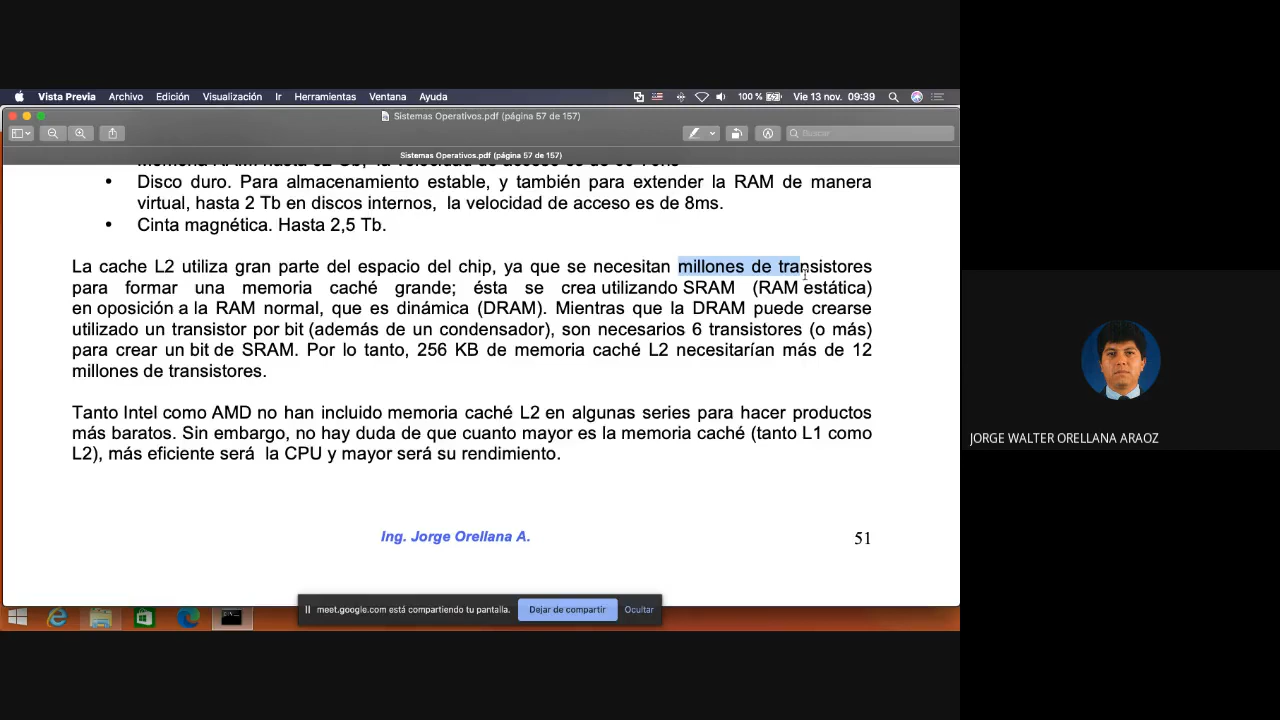 Vista Previa Archivo Edición Visualización Ir Herramientas Ventana Ayuda 100 % Vie 13 nov. 09:39
Sistemas Operativos.pdf (página 57 de 157)
Buscar
Sistemas Operativos.pdf (página 57 de 157)
• Disco duro. Para almacenamiento estable, y también para extender la RAM de manera
virtual, hasta 2 Tb en discos internos, la velocidad de acceso es de 8ms.
• Cinta magnética. Hasta 2,5 Tb.
La cache L2 utiliza gran parte del espacio del chip, ya que se necesitan millones de transistores
para formar una memoria caché grande; ésta se crea utilizando SRAM (RAM estática)
en oposición a la RAM normal, que es dinámica (DRAM). Mientras que la DRAM puede crearse
utilizado un transistor por bit (además de un condensador), son necesarios 6 transistores (o más)
para crear un bit de SRAM. Por lo tanto, 256 KB de memoria caché L2 necesitarían más de 12
millones de transistores.
Tanto Intel como AMD no han incluido memoria caché L2 en algunas series para hacer productos
más baratos. Sin embargo, no hay duda de que cuanto mayor es la memoria caché (tanto L1 como
L2), más eficiente será la CPU y mayor será su rendimiento.
Ing. Jorge Orellana A.
51
meet.google.com está compartiendo tu pantalla. Dejar de compartir Ocultar
JORGE WALTER ORELLANA ARAOZ